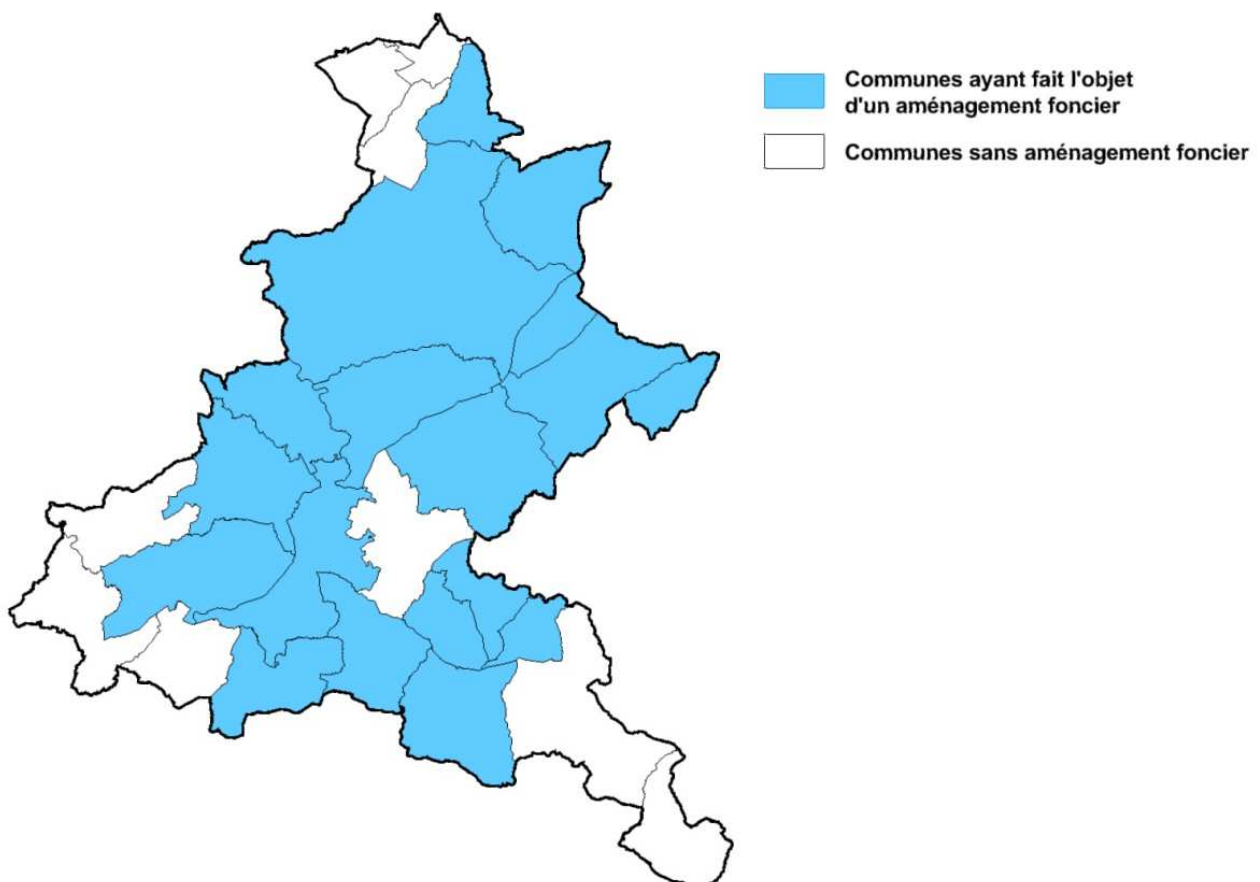 Communes ayant fait l'objet
d'un aménagement foncier
Communes sans aménagement foncier